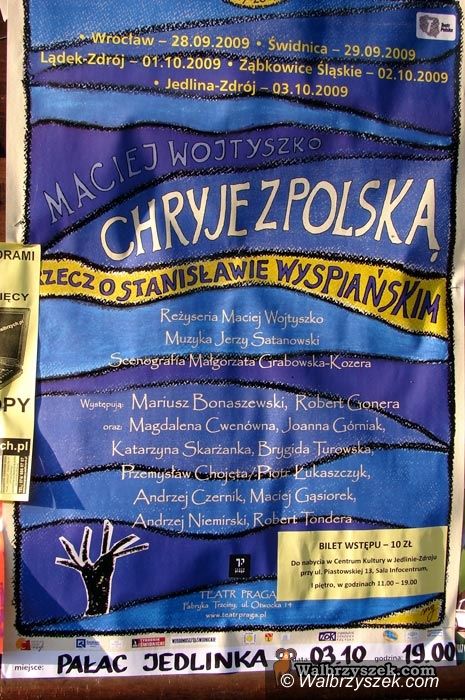 • Wrocław – 28.09.2009 • Świdnica – 29.09.2009
Lądek-Zdrój – 01.10.2009 • Ząbkowice Śląskie – 02.10.2009
• Jedlina-Zdrój – 03.10.2009
MACIEJ WOJTYSZKO
CHRYJE Z POLSKĄ
RZECZ O STANISŁAWIE WYSPIAŃSKIM
Reżyseria Maciej Wojtyszko
Muzyka Jerzy Satanowski
Scenografia Małgorzata Grabowska-Kozera
Występują: Mariusz Bonaszewski, Robert Gonera
oraz: Magdalena Cwenówna, Joanna Górniak,
Katarzyna Skarżanka, Brygida Turowska,
Przemysław Chojęta/Piotr Łukaszczyk,
Andrzej Czernik, Maciej Gąsiorek,
Andrzej Niemirski, Robert Tondera
BILET WSTĘPU – 10 ZŁ
Do nabycia w Centrum Kultury w Jedlinie-Zdroju
przy ul. Piastowskiej 13, Sala Infocentrum,
I piętro, w godzinach 11.00 – 19.00
TEATR PRAGA
Fabryka Trzciny, ul. Otwocka 14
www.teatrpraga.pl
miejsce: PAŁAC JEDLINKA data: 03.10 godzina: 19.00
© Walbrzyszek.com